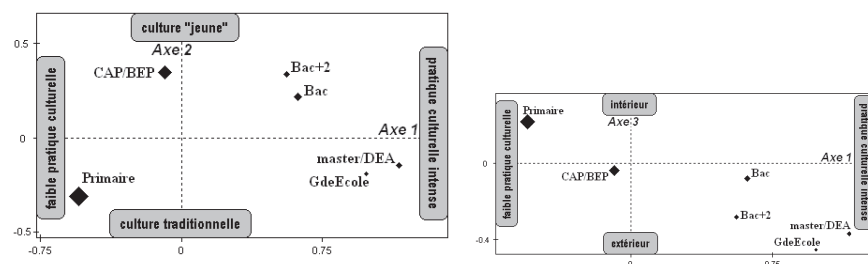 culture "jeune"
0.5
Axe 2
CAP/BEP
Bac+2
Bac
faible pratique culturelle
pratique culturelle intense
Axe 1
0
master/DEA
Primaire
GdeEcole
culture traditionnelle
-0.5
-0.75
0
0.75
intérieur
Primaire
Axe 3
faible pratique culturelle
pratique culturelle intense
Axe 1
0
CAP/BEP
Bac
Bac+2
master/DEA
extérieur
GdeEcole
-0.4
0
0.75